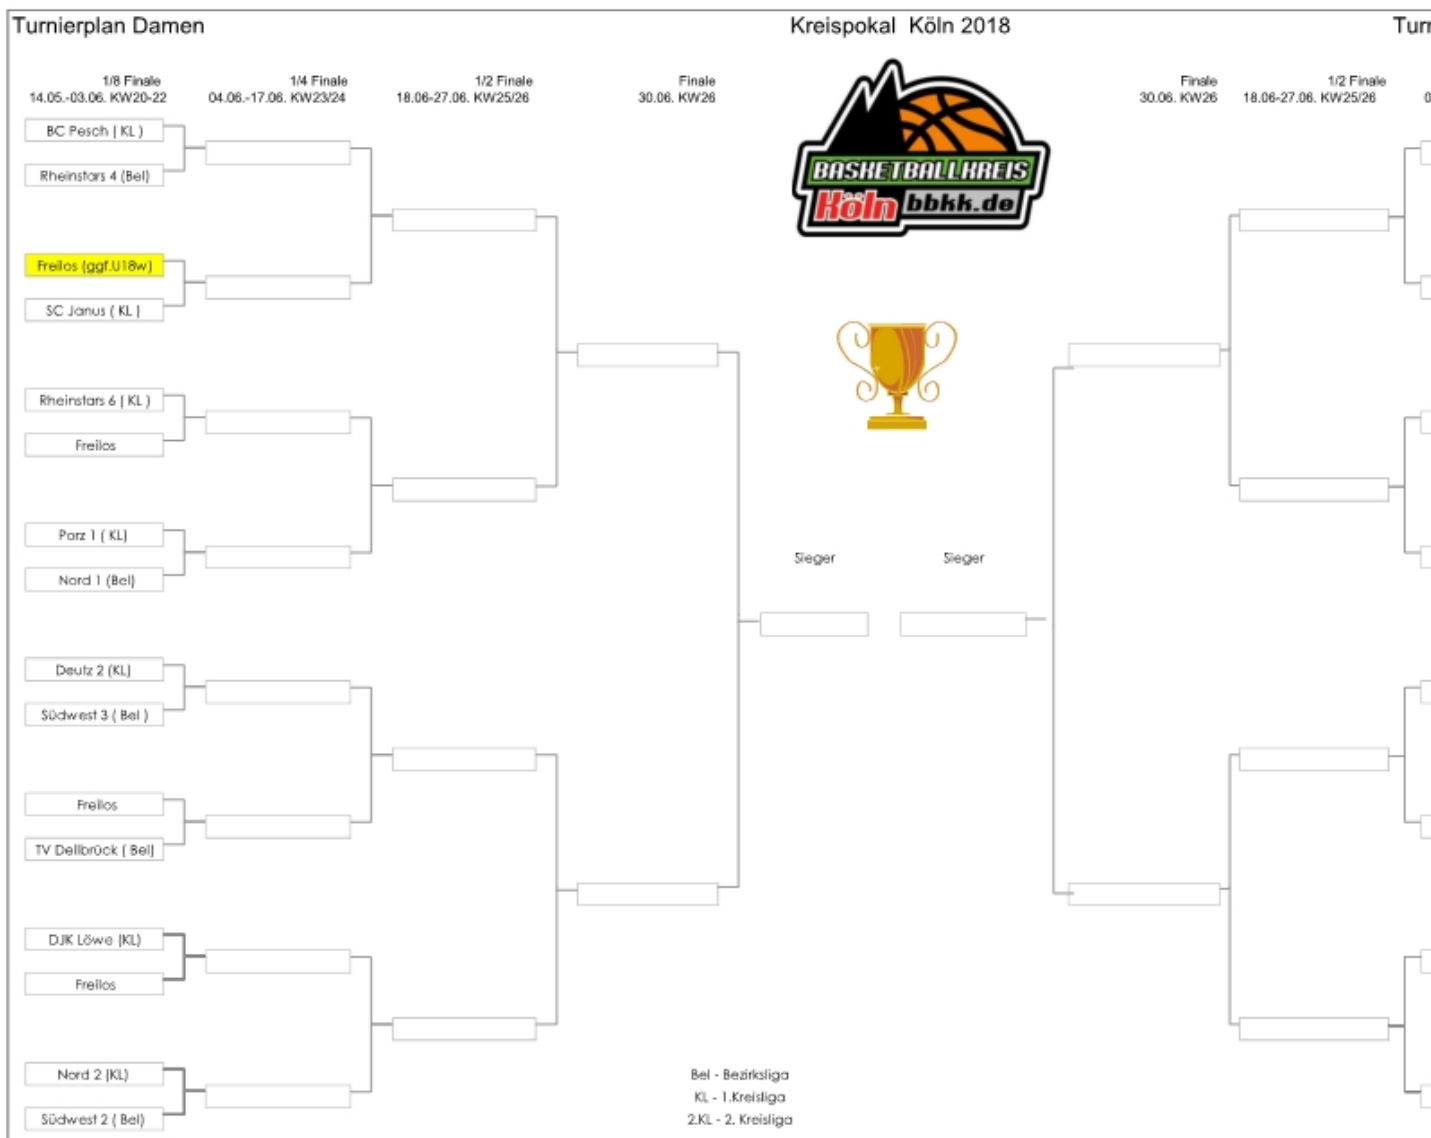 Turnierplan Damen
Kreispokal Köln 2018
Turn
1/8 Finale
14.05.-03.06. KW20-22
1/4 Finale
04.06.-17.06. KW23/24
1/2 Finale
18.06-27.06. KW25/26
Finale
30.06. KW26
Finale
30.06. KW26
1/2 Finale
18.06-27.06. KW25/26
0
BASKETBALLKREIS
Köln bbkk.de
BC Pesch ( KL )
Rheinstars 4 (Bel)
Freilos (ggf.U18w)
SC Janus ( KL )
Rheinstars 6 ( KL )
Freilos
Porz 1 ( KL)
Nord 1 (Bel)
Sieger
Sieger
Deutz 2 (KL)
Südwest 3 ( Bel )
Freilos
TV Dellbrück ( Bel)
DJK Löwe (KL)
Freilos
Nord 2 (KL)
Südwest 2 ( Bel)
Bel - Bezirksliga
KL - 1.Kreisliga
2.KL - 2. Kreisliga